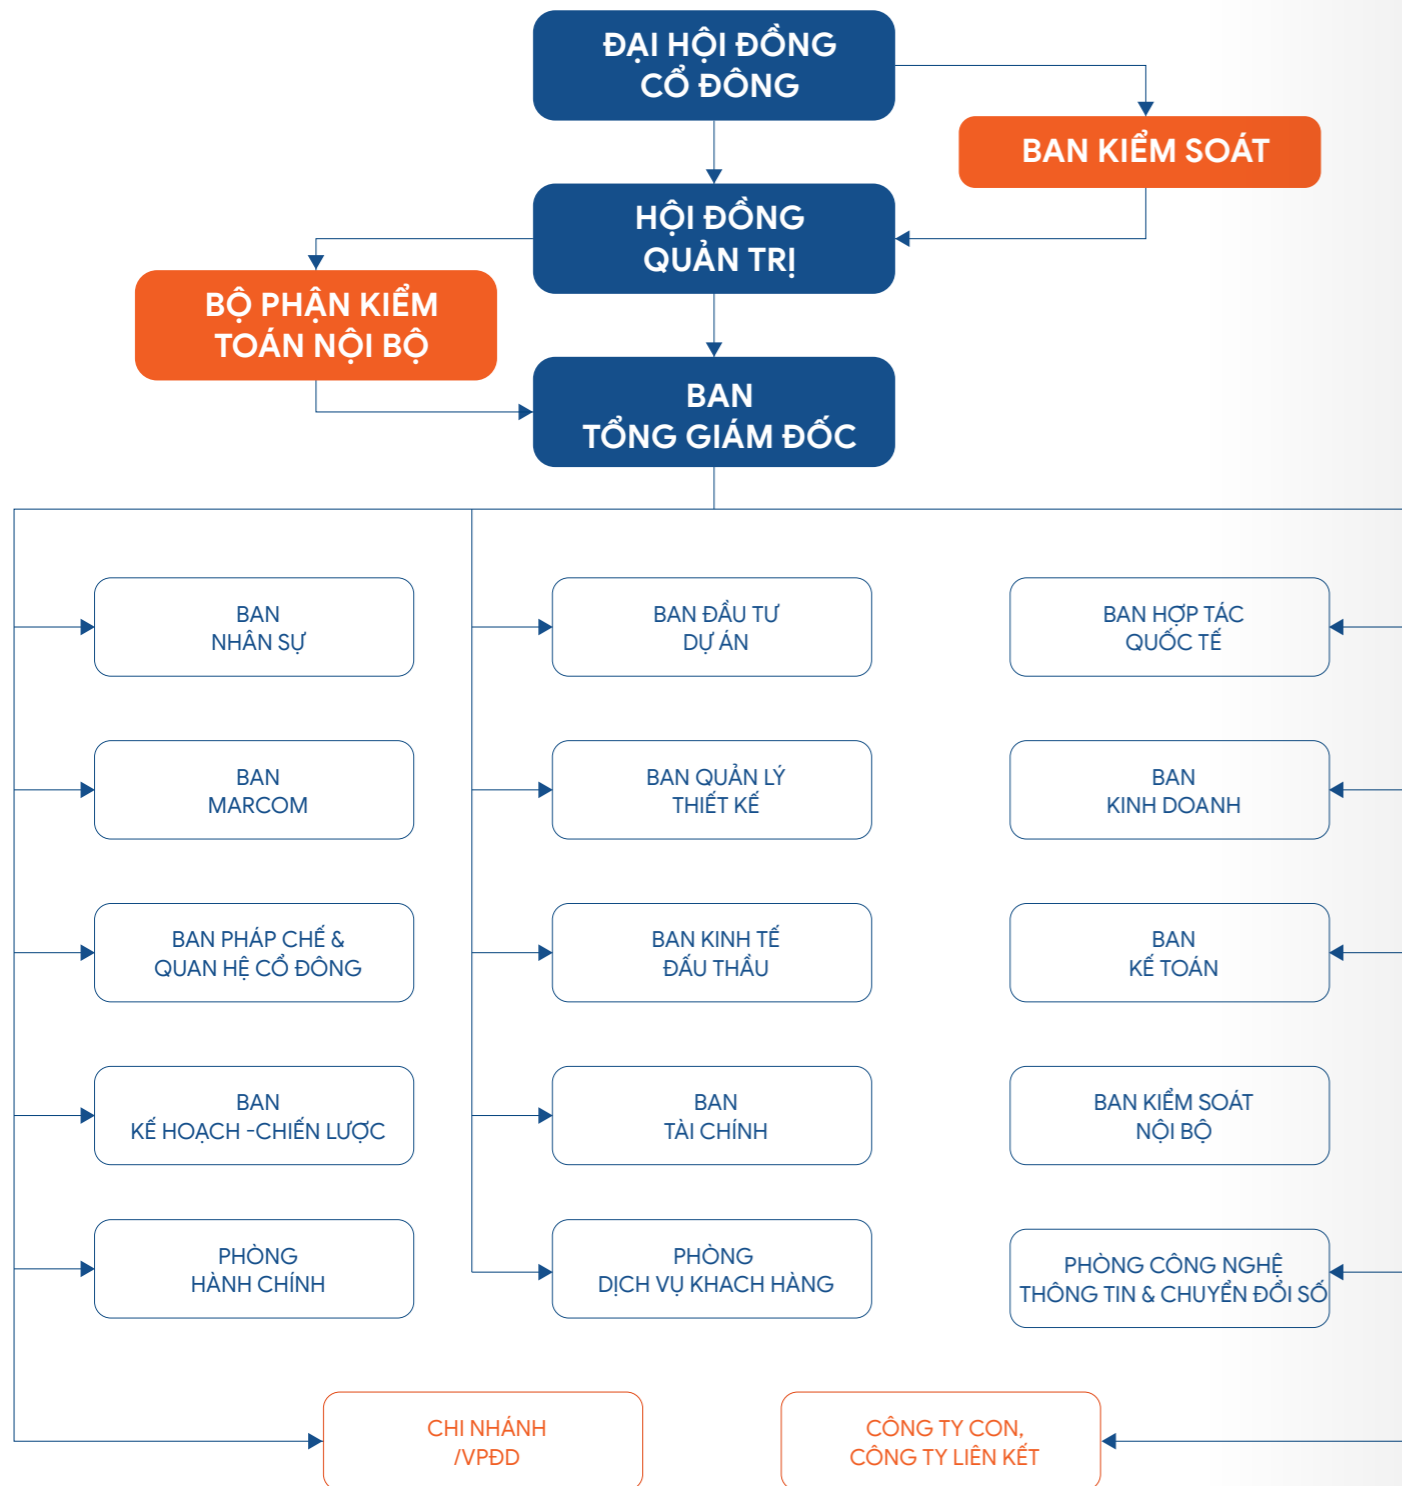 ĐẠI HỘI ĐỒNG
CỔ ĐÔNG
BAN KIỂM SOÁT
HỘI ĐỒNG
QUẢN TRỊ
BỘ PHẬN KIỂM
TOÁN NỘI BỘ
BAN
TỔNG GIÁM ĐỐC
BAN
NHÂN SỰ
BAN ĐẦU TƯ
DỰ ÁN
BAN HỢP TÁC
QUỐC TẾ
BAN
MARCOM
BAN QUẢN LÝ
THIẾT KẾ
BAN
KINH DOANH
BAN PHÁP CHẾ &
QUAN HỆ CỔ ĐÔNG
BAN KINH TẾ
ĐẤU THẦU
BAN
KẾ TOÁN
BAN
KẾ HOẠCH -CHIẾN LƯỢC
BAN
TÀI CHÍNH
BAN KIỂM SOÁT
NỘI BỘ
PHÒNG
HÀNH CHÍNH
PHÒNG
DỊCH VỤ KHACH HÀNG
PHÒNG CÔNG NGHỆ
THÔNG TIN & CHUYỂN ĐỔI SỐ
CHI NHÁNH
/VPĐD
CÔNG TY CON,
CÔNG TY LIÊN KẾT